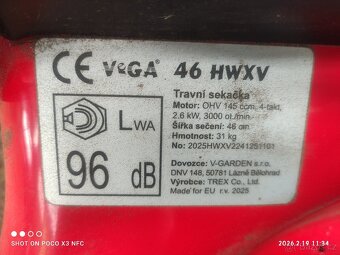 CE VeGA 46 HWXV
Travní sekačka
Motor: OHV 145 ccm, 4-takt,
2,6 kW, 3000 ot./min
Šířka sečení: 46 cm
Hmotnost: 31 kg
No: 2025HWXV2241251101
LWA
96 dB
Dovozce: V-GARDEN s.r.o.
DNV 148, 50781 Lázně Bělohrad
Výrobce: TREX Co., Ltd.
Made for EU r.v. 2025
SHOT ON POCO X3 NFC
2026.2.19 11:34